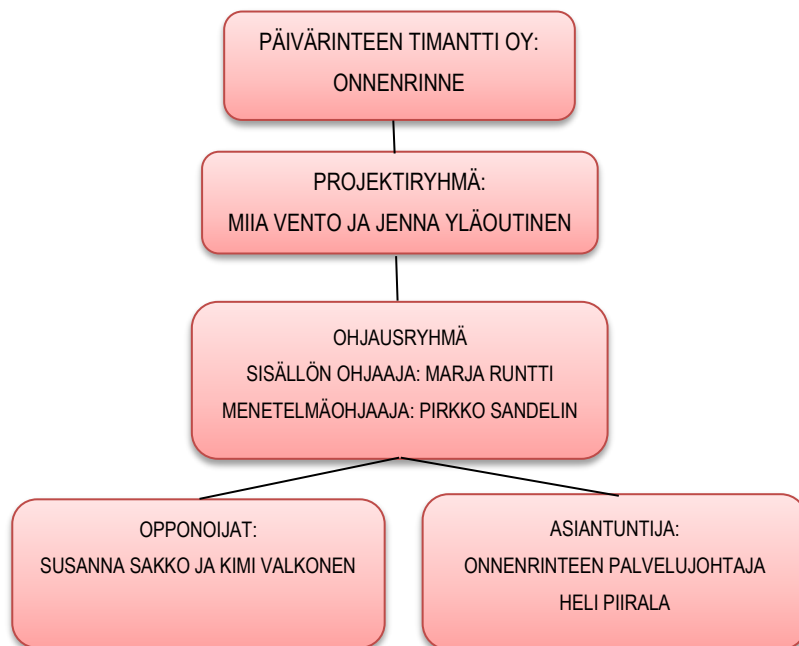 PÄIVÄRINTEEN TIMANTTI OY:
ONNENRINNE
PROJEKTIRYHMÄ:
MIIA VENTO JA JENNA YLÄOUTINEN
OHJAUSRYHMÄ
SISÄLLÖN OHJAAJA: MARJA RUNTTI
MENETELMÄOHJAAJA: PIRKKO SANDELIN
OPPONOIJAT:
SUSANNA SAKKO JA KIMI VALKONEN
ASIANTUNTIJA:
ONNENRINTEEN PALVELUJOHTAJA
HELI PIIRALA